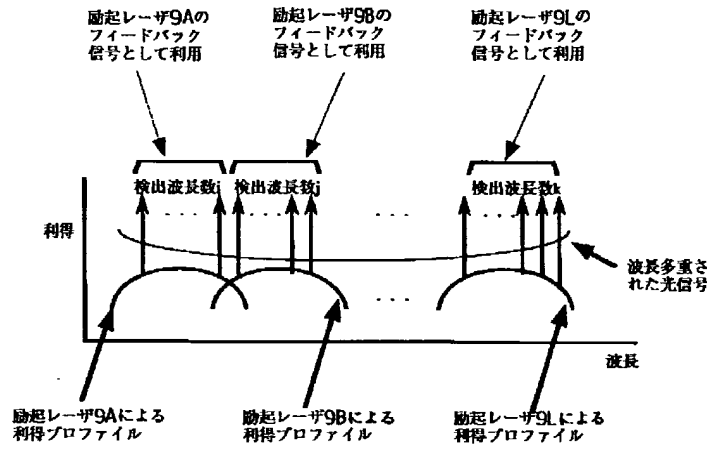 励起レーザ9Aの
フィードバック
信号として利用
励起レーザ9Bの
フィードバック
信号として利用
励起レーザ9Lの
フィードバック
信号として利用
検出波長数i
検出波長数j
検出波長数k
利得
波長多重さ
れた光信号
波長
励起レーザ9Aによる
利得プロファイル
励起レーザ9Bによる
利得プロファイル
励起レーザ9Lによる
利得プロファイル